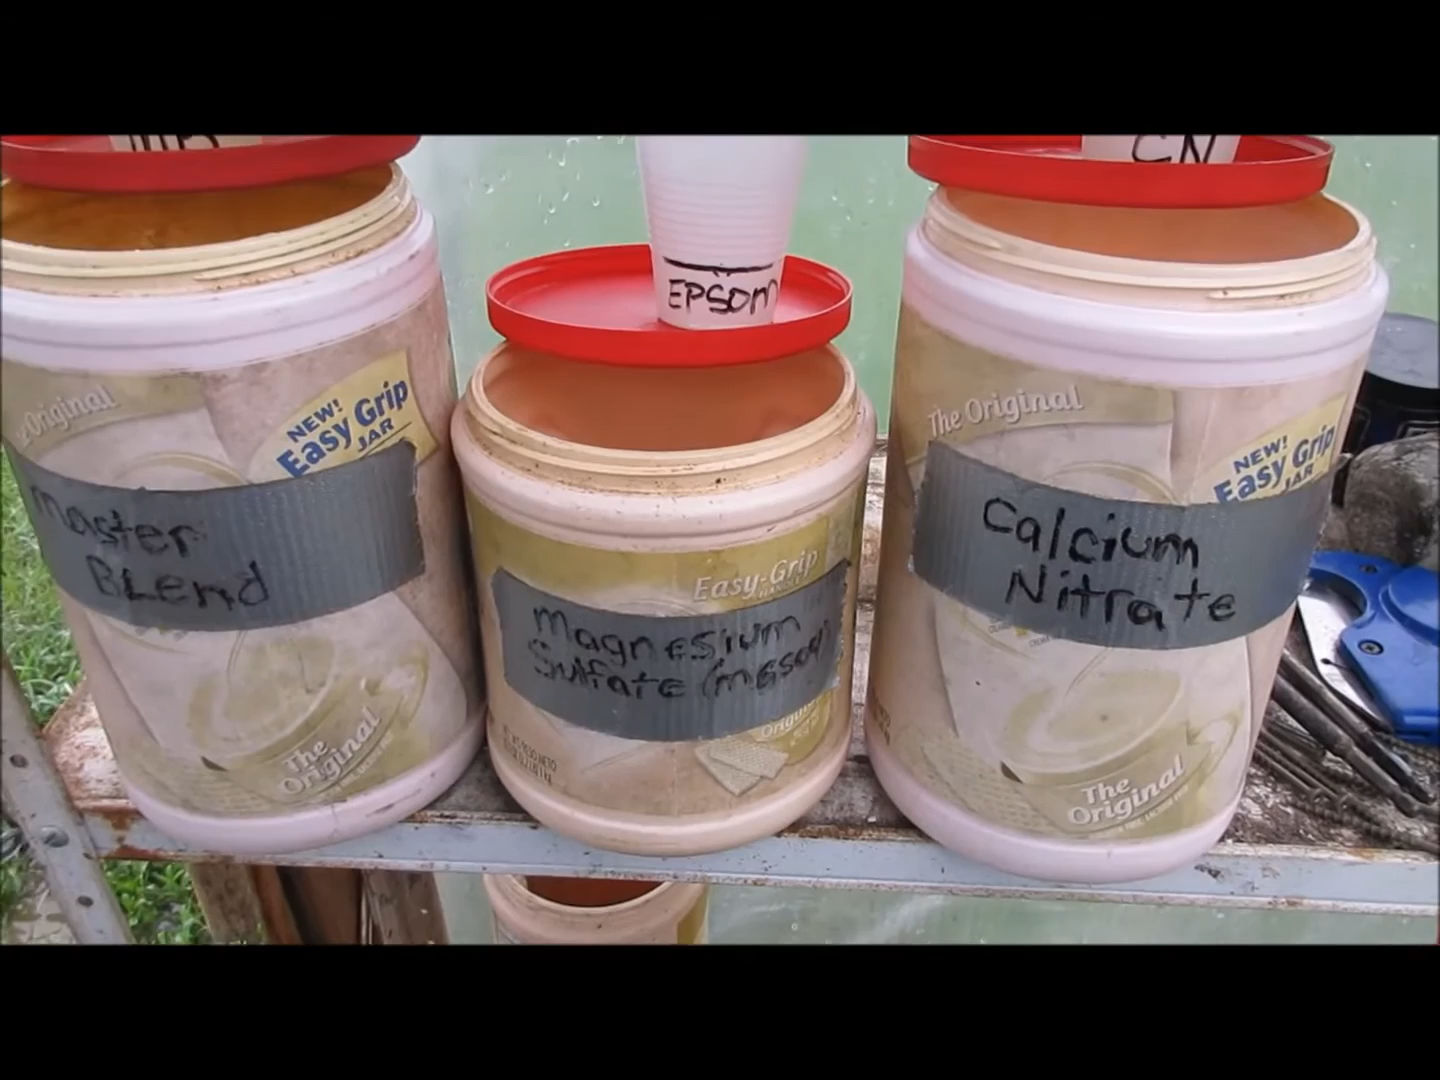 MB
EPSOM
CN
The Original
NEW!
Easy Grip
JAR
Master
Blend
The
Original
Easy-Grip
Magnesium
Sulfate (mgso4)
Original
The Original
NEW!
Easy Grip
JAR
Calcium
Nitrate
The
Original